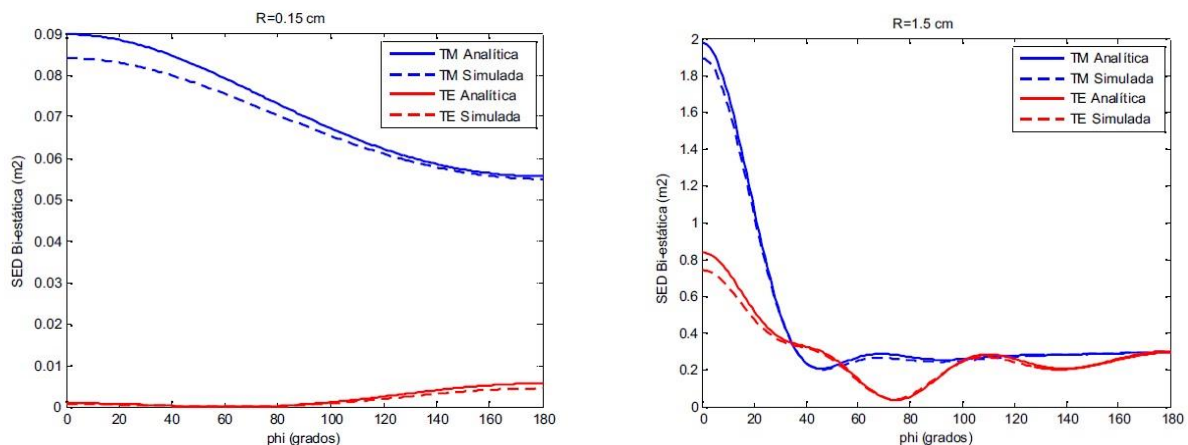 R=0.15 cm
SED Bi-estática (m2)
0.09
0.08
0.07
0.06
0.05
0.04
0.03
0.02
0.01
0
TM Analítica
TM Simulada
TE Analítica
TE Simulada
0 20 40 60 80 100 120 140 160 180
phi (grados)
R=1.5 cm
SED Bi-estática (m2)
2
1.8
1.6
1.4
1.2
1
0.8
0.6
0.4
0.2
0
TM Analítica
TM Simulada
TE Analítica
TE Simulada
0 20 40 60 80 100 120 140 160 180
phi (grados)